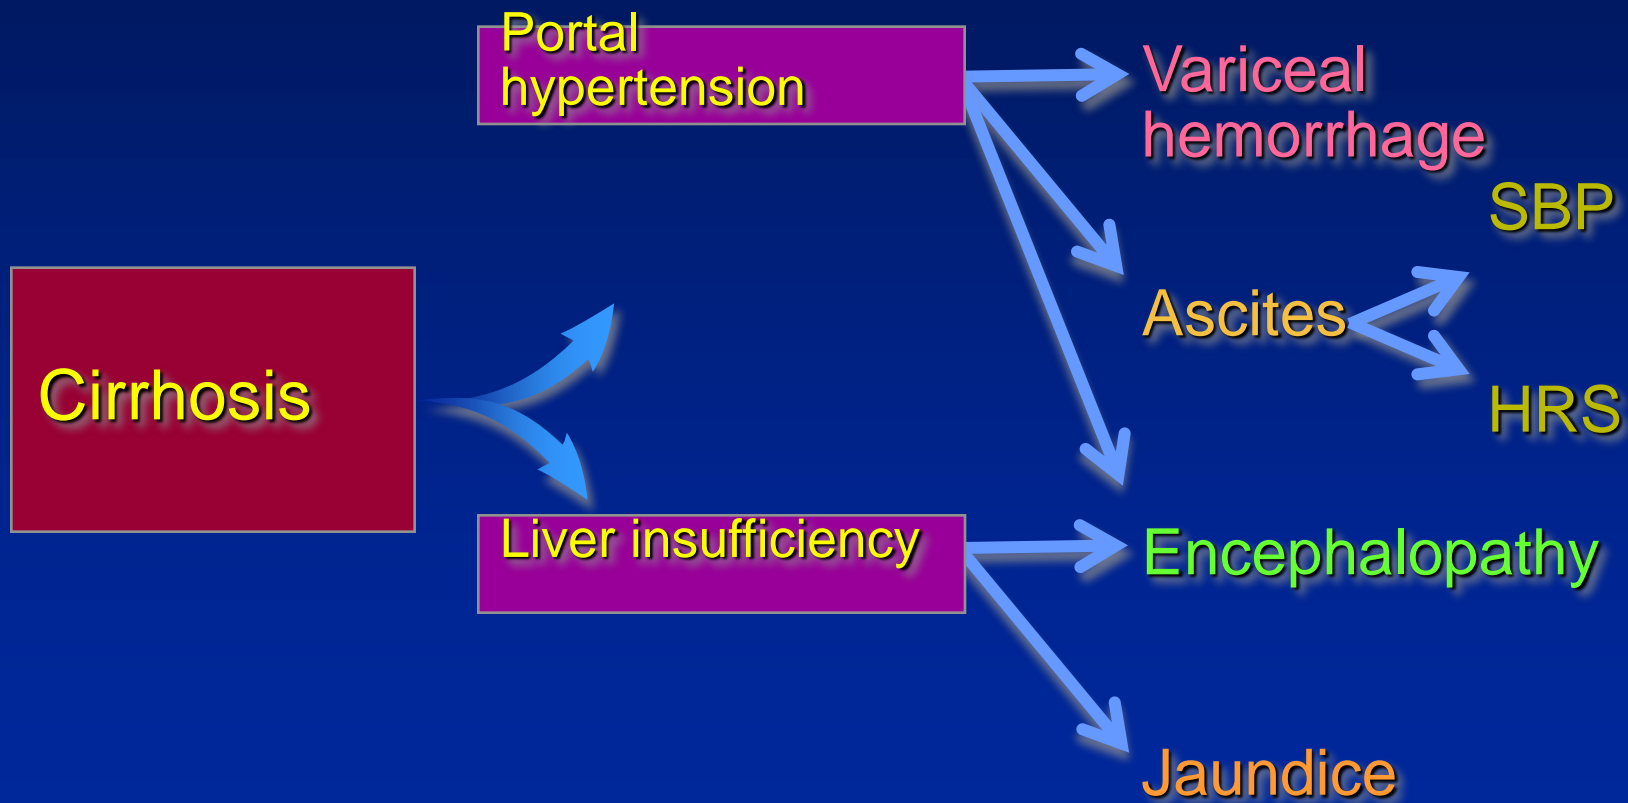 Portal
hypertension
Variceal
hemorrhage
SBP
Ascites
Cirrhosis
HRS
Liver insufficiency
Encephalopathy
Jaundice